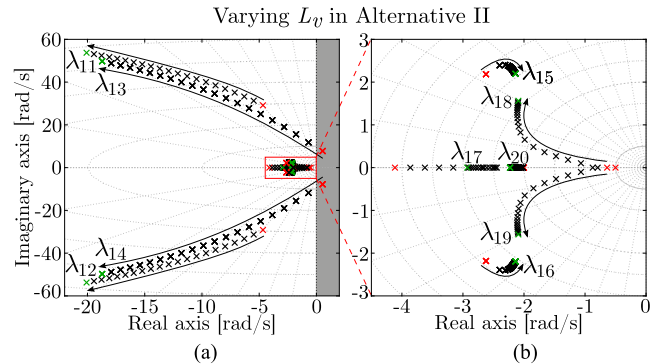 Varying L_v in Alternative II
Imaginary axis [rad/s]
60
40
20
0
−20
−40
−60
λ11
λ13
λ14
λ12
−20
−15
−10
−5
0
Real axis [rad/s]
(a)
3
2
1
0
-1
-2
-3
λ15
λ18
λ17
λ20
λ19
λ16
-4
-3
-2
-1
0
Real axis [rad/s]
(b)